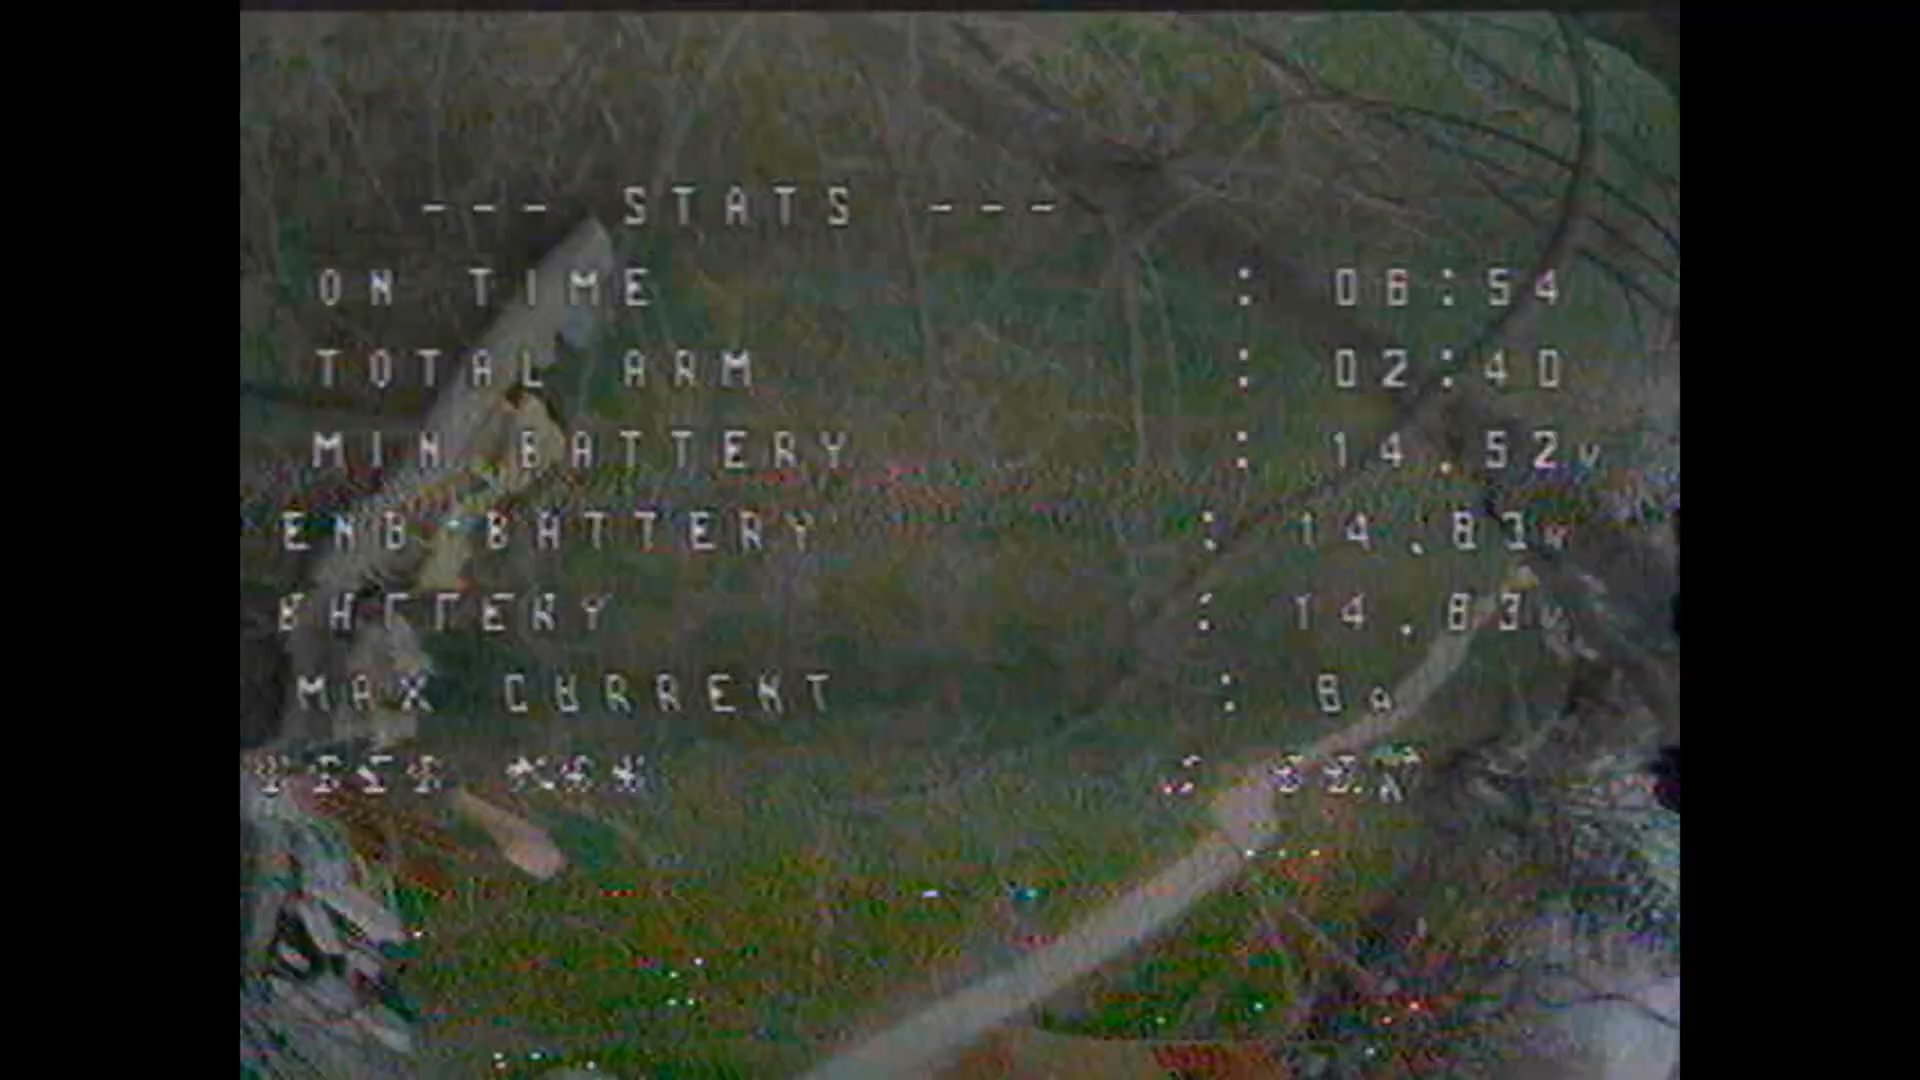 --- STATS ---
ON TIME : 06:54
TOTAL ARM : 02:40
MIN BATTERY : 14.52V
END BATTERY : 14.83V
BATTERY : 14.83V
MAX CURRENT : 8A